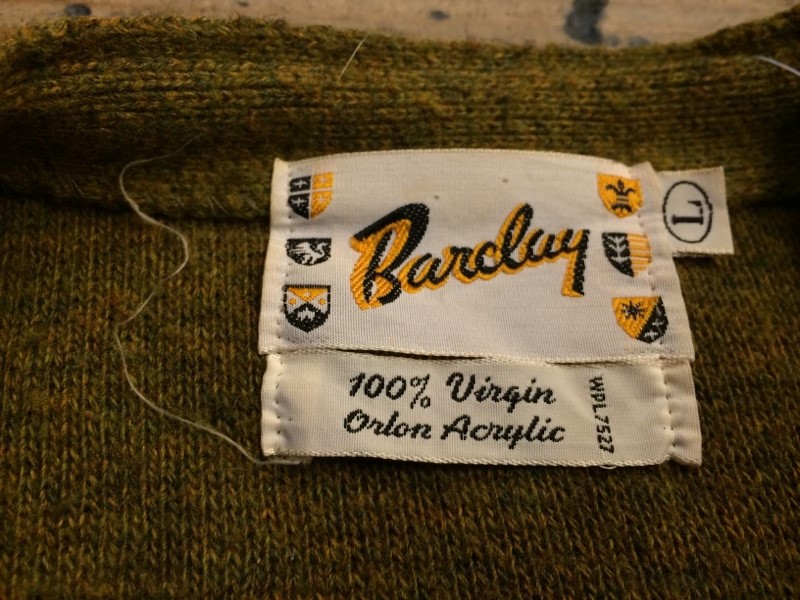 Barclay
L
100% Virgin
Orlon Acrylic
WPL7527